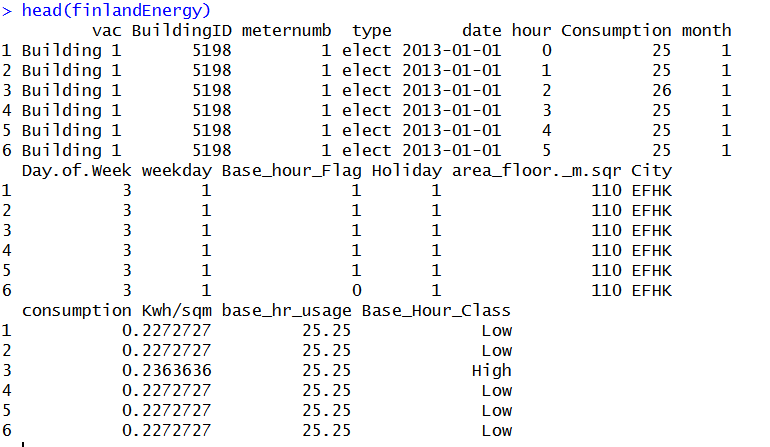 > head(finlandEnergy)
         vac BuildingID meternumb  type       date hour Consumption month
1 Building 1       5198         1 elect 2013-01-01    0          25     1
2 Building 1       5198         1 elect 2013-01-01    1          25     1
3 Building 1       5198         1 elect 2013-01-01    2          26     1
4 Building 1       5198         1 elect 2013-01-01    3          25     1
5 Building 1       5198         1 elect 2013-01-01    4          25     1
6 Building 1       5198         1 elect 2013-01-01    5          25     1
  Day.of.Week weekday Base_hour_Flag Holiday area_floor._m.sqr City
1           3       1              1       1               110 EFHK
2           3       1              1       1               110 EFHK
3           3       1              1       1               110 EFHK
4           3       1              1       1               110 EFHK
5           3       1              1       1               110 EFHK
6           3       1              0       1               110 EFHK
  consumption Kwh/sqm base_hr_usage Base_Hour_Class
1           0.2272727         25.25             Low
2           0.2272727         25.25             Low
3           0.2363636         25.25            High
4           0.2272727         25.25             Low
5           0.2272727         25.25             Low
6           0.2272727         25.25             Low